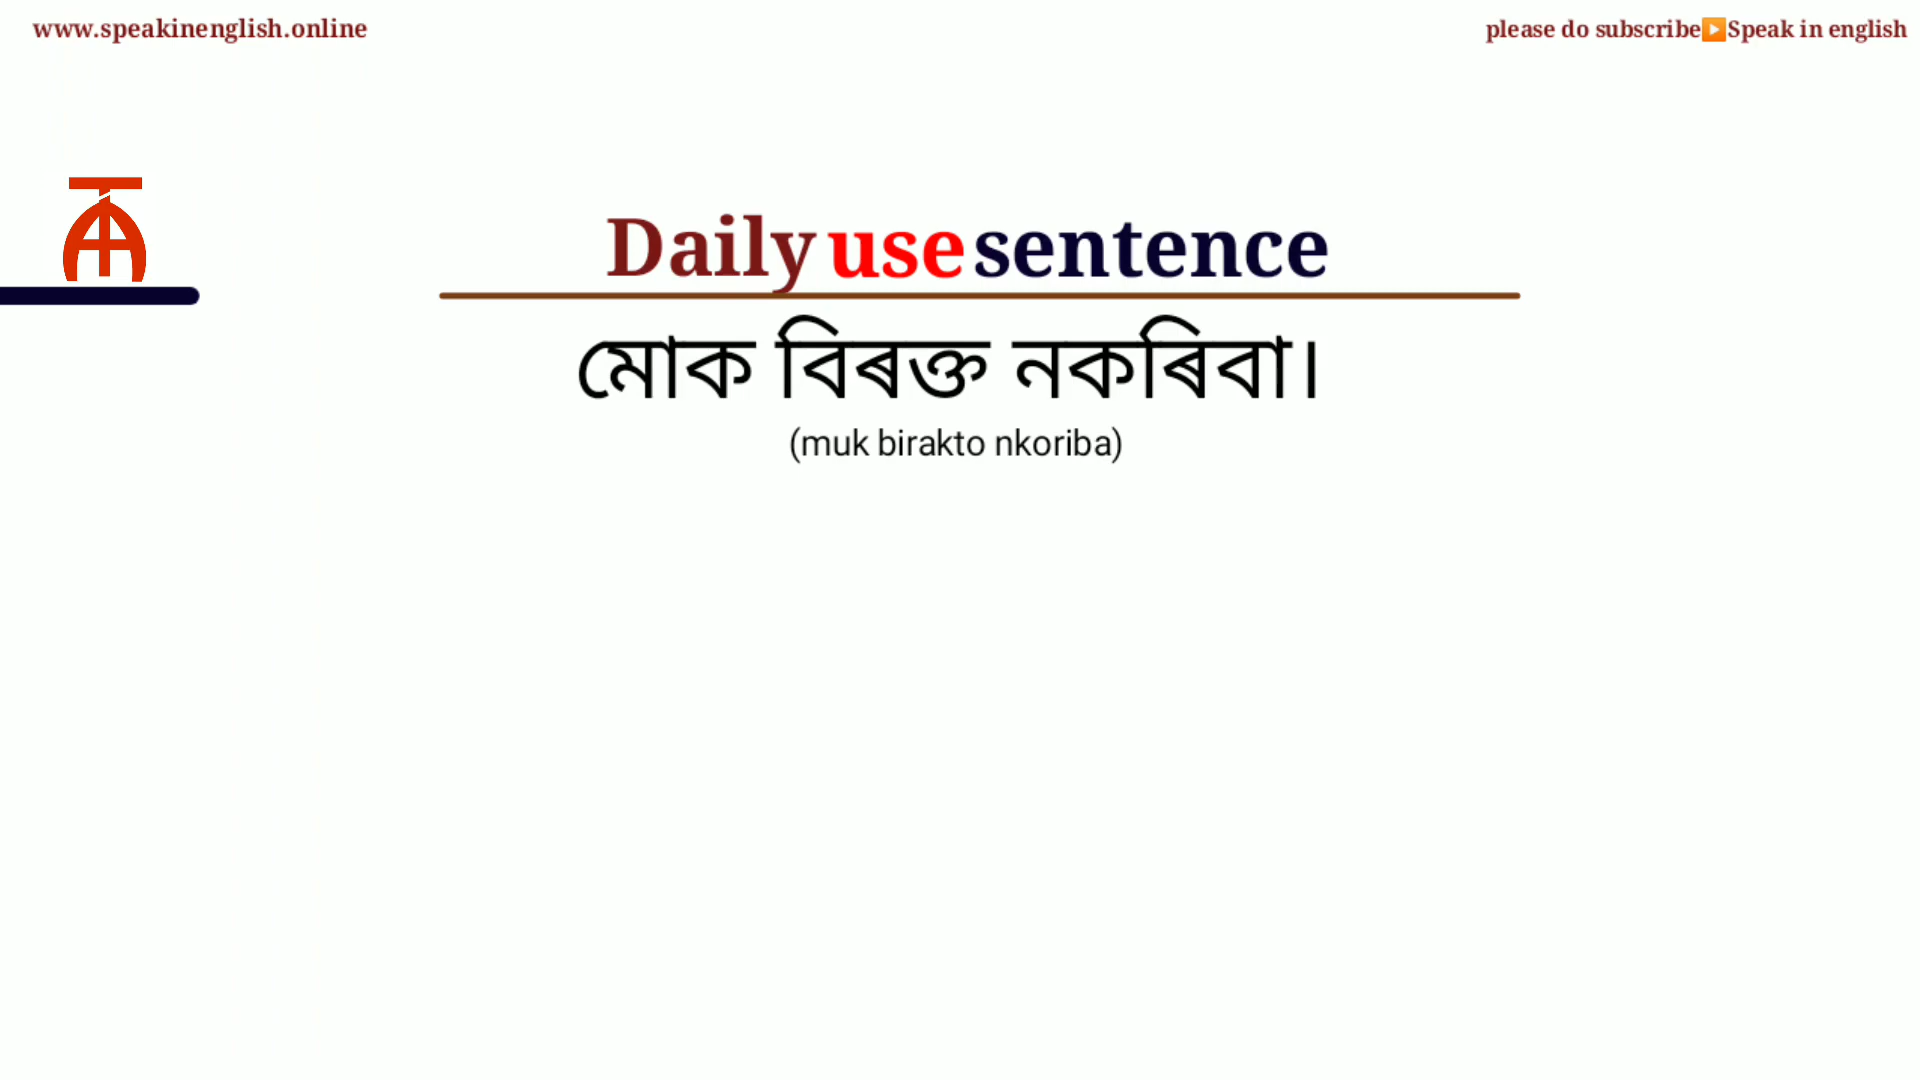 www.speakinenglish.online
please do subscribe▶️Speak in english
Daily use sentence
মোক বিৰক্ত নকৰিবা।
(muk birakto nkoriba)